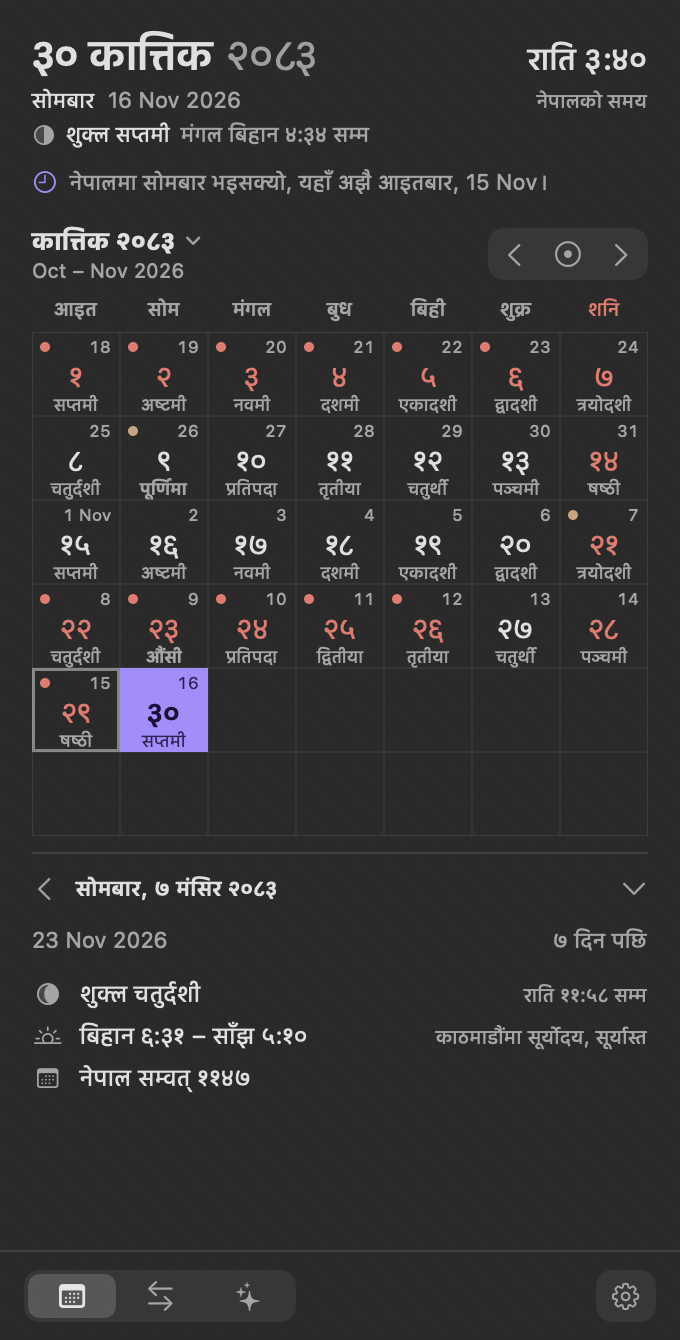 ३० कात्तिक २०८३
राति ३:४०
सोमबार 16 Nov 2026
नेपालको समय
शुक्ल सप्तमी मंगल बिहान ४:३४ सम्म
नेपालमा सोमबार भइसक्यो, यहाँ अझै आइतबार, 15 Nov।
कात्तिक २०८३
Oct – Nov 2026
आइत सोम मंगल बुध बिही शुक्र शनि
18 19 20 21 22 23 24
१ २ ३ ४ ५ ६ ७
सप्तमी अष्टमी नवमी दशमी एकादशी द्वादशी त्रयोदशी
25 26 27 28 29 30 31
८ ९ १० ११ १२ १३ १४
चतुर्दशी पूर्णिमा प्रतिपदा तृतीया चतुर्थी पञ्चमी षष्ठी
1 Nov 2 3 4 5 6 7
१५ १६ १७ १८ १९ २० २१
सप्तमी अष्टमी नवमी दशमी एकादशी द्वादशी त्रयोदशी
8 9 10 11 12 13 14
२२ २३ २४ २५ २६ २७ २८
चतुर्दशी औंसी प्रतिपदा द्वितीया तृतीया चतुर्थी पञ्चमी
15 16
२९ ३०
षष्ठी सप्तमी
सोमबार, ७ मंसिर २०८३
23 Nov 2026
७ दिन पछि
शुक्ल चतुर्दशी
राति ११:५८ सम्म
बिहान ६:३१ – साँझ ५:१०
काठमाडौंमा सूर्योदय, सूर्यास्त
नेपाल सम्वत् ११४७